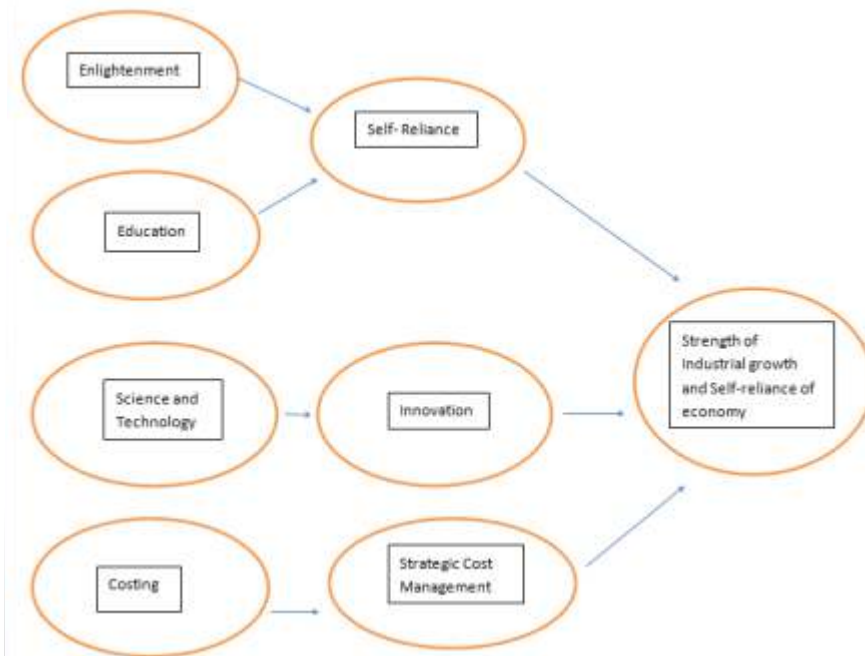 Enlightenment
Self- Reliance
Education
Strength of
Industrial growth
and Self-reliance of
economy
Science and
Technology
Innovation
Costing
Strategic Cost
Management